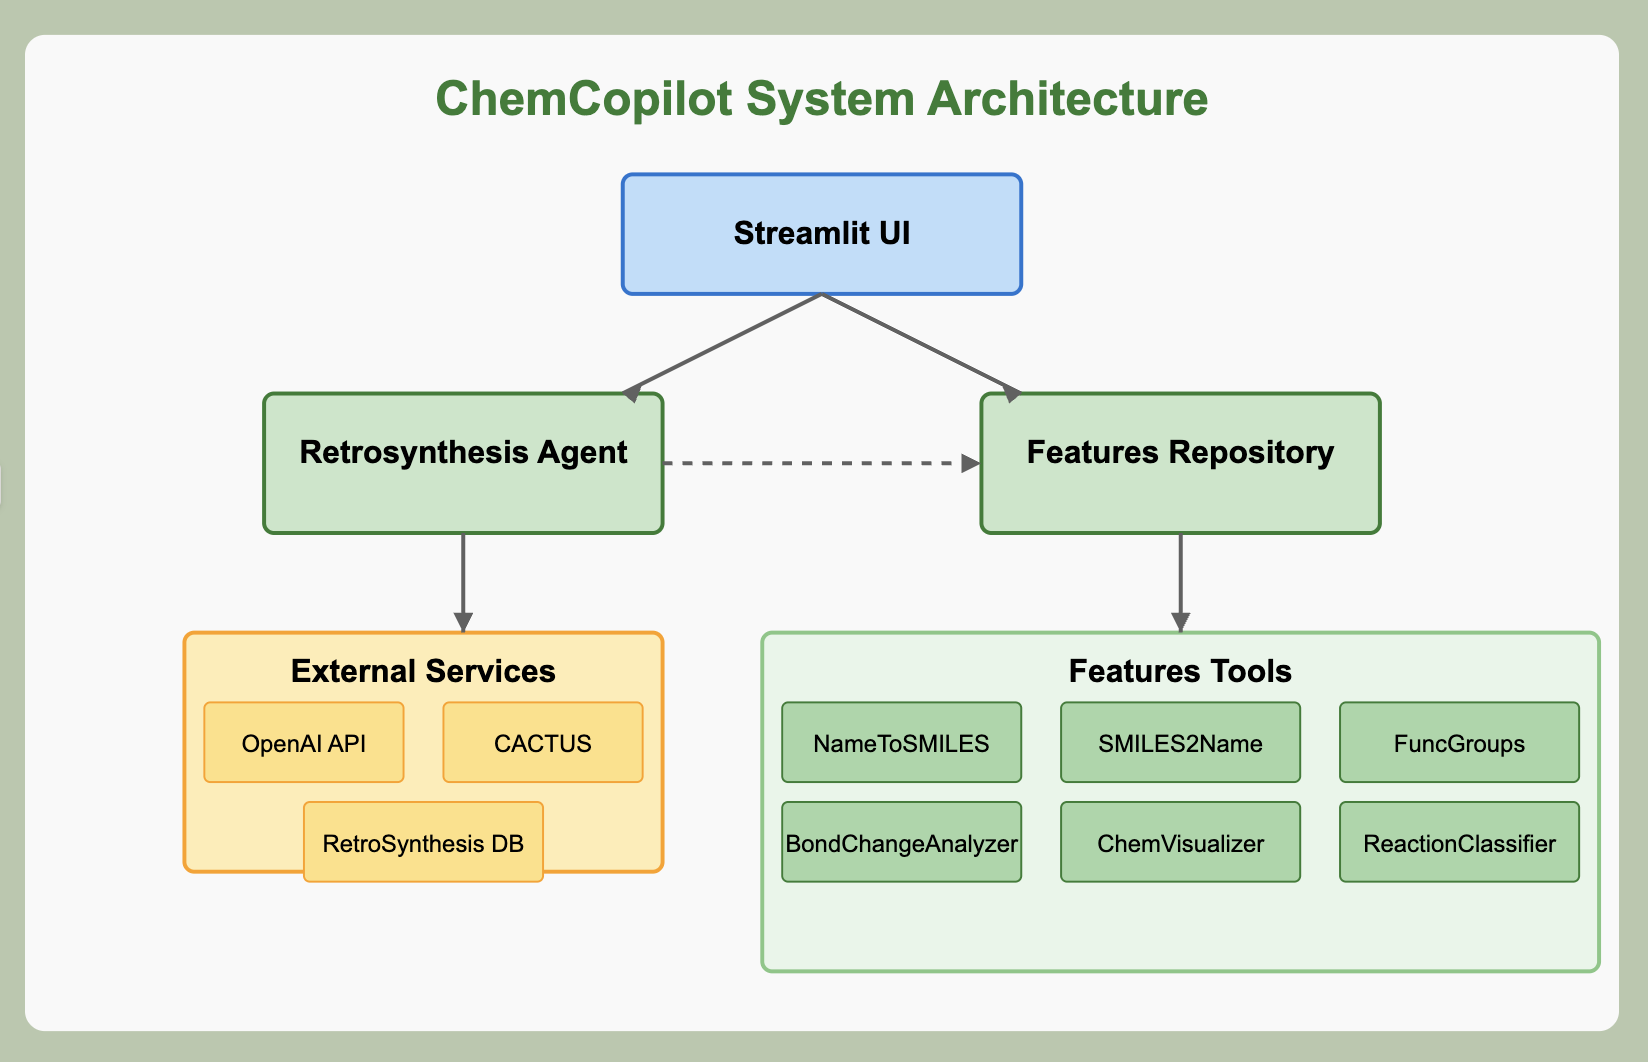 ChemCopilot System Architecture
Streamlit UI
Retrosynthesis Agent
Features Repository
External Services
OpenAI API
CACTUS
RetroSynthesis DB
Features Tools
NameToSMILES
SMILES2Name
FuncGroups
BondChangeAnalyzer
ChemVisualizer
ReactionClassifier